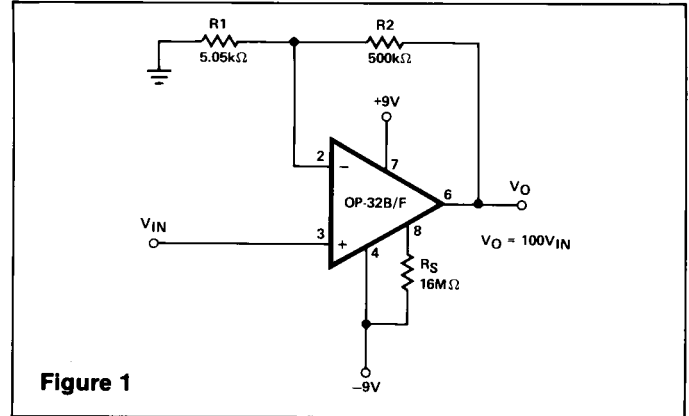 R1
R2
5.05kΩ
500kΩ
+9V
2
−
7
OP-32B/F
6
VO
VIN
3
+
4
8
VO = 100VIN
RS
16MΩ
−9V
Figure 1